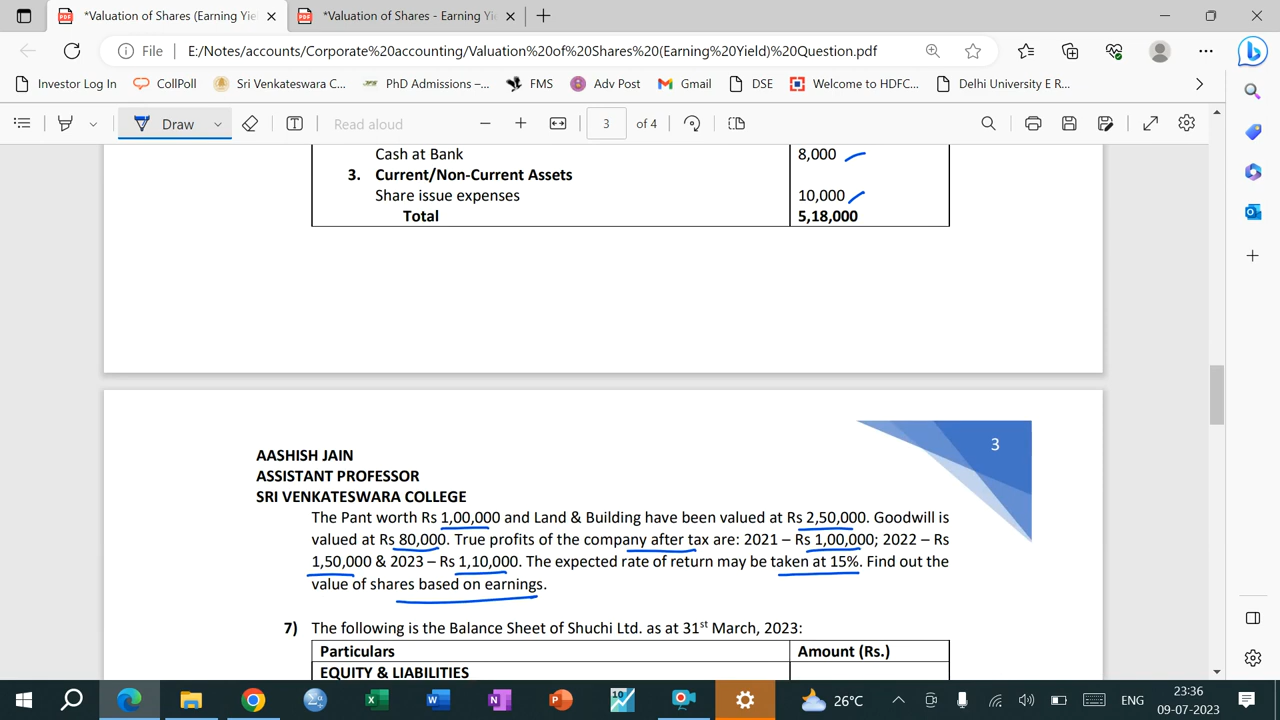 *Valuation of Shares (Earning Yie
*Valuation of Shares - Earning Y
File
E:/Notes/accounts/Corporate%20accounting/Valuation%20of%20Shares%20(Earning%20Yield)%20Question.pdf
Investor Log In
CollPoll
Sri Venkateswara C...
PhD Admissions –...
FMS
Adv Post
Gmail
DSE
Welcome to HDFC...
Delhi University E R...
Draw
Read aloud
3 of 4
Cash at Bank 8,000
3. Current/Non-Current Assets
Share issue expenses 10,000
Total 5,18,000
3
AASHISH JAIN
ASSISTANT PROFESSOR
SRI VENKATESWARA COLLEGE
The Pant worth Rs 1,00,000 and Land & Building have been valued at Rs 2,50,000. Goodwill is
valued at Rs 80,000. True profits of the company after tax are: 2021 – Rs 1,00,000; 2022 – Rs
1,50,000 & 2023 – Rs 1,10,000. The expected rate of return may be taken at 15%. Find out the
value of shares based on earnings.
7) The following is the Balance Sheet of Shuchi Ltd. as at 31st March, 2023:
Particulars Amount (Rs.)
EQUITY & LIABILITIES
26°C
ENG
23:36
09-07-2023